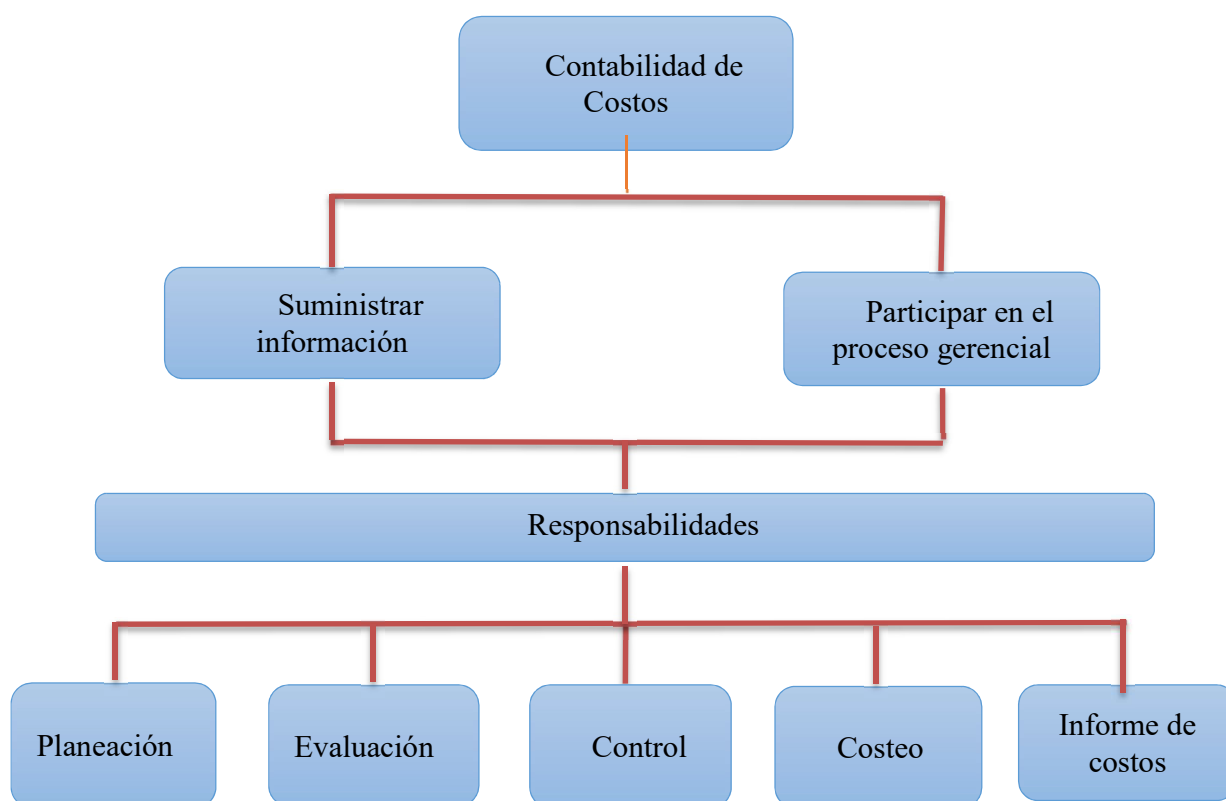 Contabilidad de
Costos
Suministrar
información
Participar en el
proceso gerencial
Responsabilidades
Planeación
Evaluación
Control
Costeo
Informe de
costos